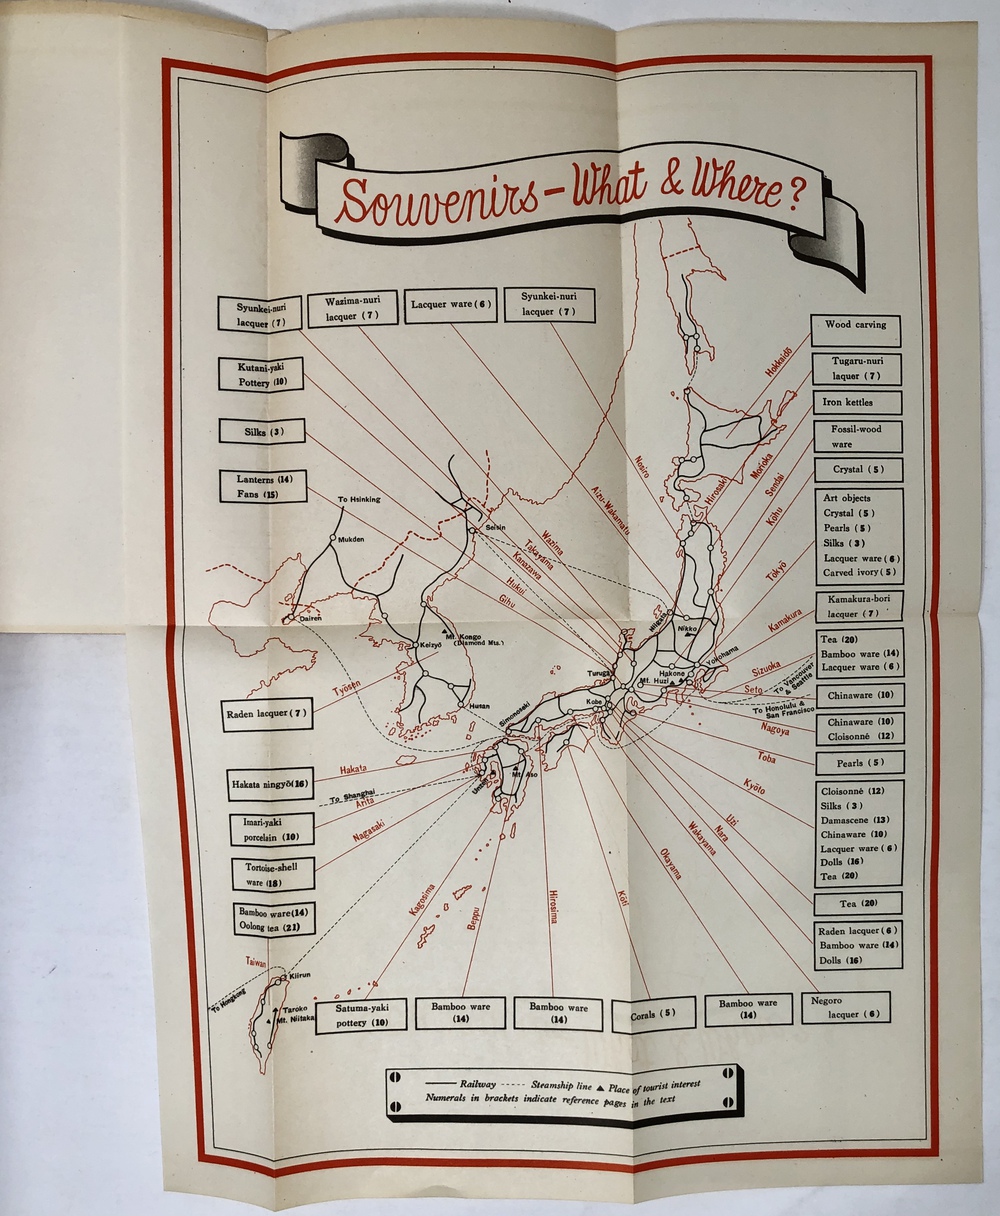 Souvenirs – What & Where?
Syunkei-nuri
lacquer (7)
Wazima-nuri
lacquer (7)
Lacquer ware (6)
Syunkei-nuri
lacquer (7)
Kutani-yaki
Pottery (10)
Silks (3)
Lanterns (14)
Fans (15)
Wood carving
Tugaru-nuri
laquer (7)
Iron kettles
Fossil-wood
ware
Crystal (5)
Art objects
Crystal (5)
Pearls (5)
Silks (3)
Lacquer ware (6)
Carved ivory (5)
Kamakura-bori
lacquer (7)
Tea (20)
Bamboo ware (14)
Lacquer ware (6)
Chinaware (10)
Chinaware (10)
Cloisonné (12)
Pearls (5)
Cloisonné (12)
Silks (3)
Damascene (13)
Chinaware (10)
Lacquer ware (6)
Dolls (16)
Tea (20)
Tea (20)
Raden lacquer (6)
Bamboo ware (14)
Dolls (16)
Hokkaidō
Nosiro
Hirosaki
Morioka
Sendai
Kohu
Tōkyō
Kamakura
Sizuoka
Seto
Nagoya
Toba
Kyōto
Uzi
Nara
Wakayama
Okayama
Kōti
Hirosima
Beppu
Kagosima
Nagasaki
Arita
Hakata
Tyōsen
Taiwan
Aizu-Wakamatu
Wazima
Takayama
Kanazawa
Hukui
Gihu
To Hsinking
Mukden
Seisin
Dairen
Keizyō
Mt. Kongo
(Diamond Mts.)
Husan
Simonoseki
Niigata
Nikko
Turuga
Hakone
Mt. Huzi
Yokohama
Kobe
To Vancouver
& Seattle
To Honolulu &
San Francisco
To Shanghai
Unzen
Mt. Aso
To Hongkong
Kiirun
Taroko
Mt. Niitaka
Raden lacquer (7)
Hakata ningyō (16)
Imari-yaki
porcelain (10)
Tortoise-shell
ware (18)
Bamboo ware (14)
Oolong tea (21)
Satuma-yaki
pottery (10)
Bamboo ware
(14)
Bamboo ware
(14)
Corals (5)
Bamboo ware
(14)
Negoro
lacquer (6)
Railway Steamship line Place of tourist interest
Numerals in brackets indicate reference pages in the text